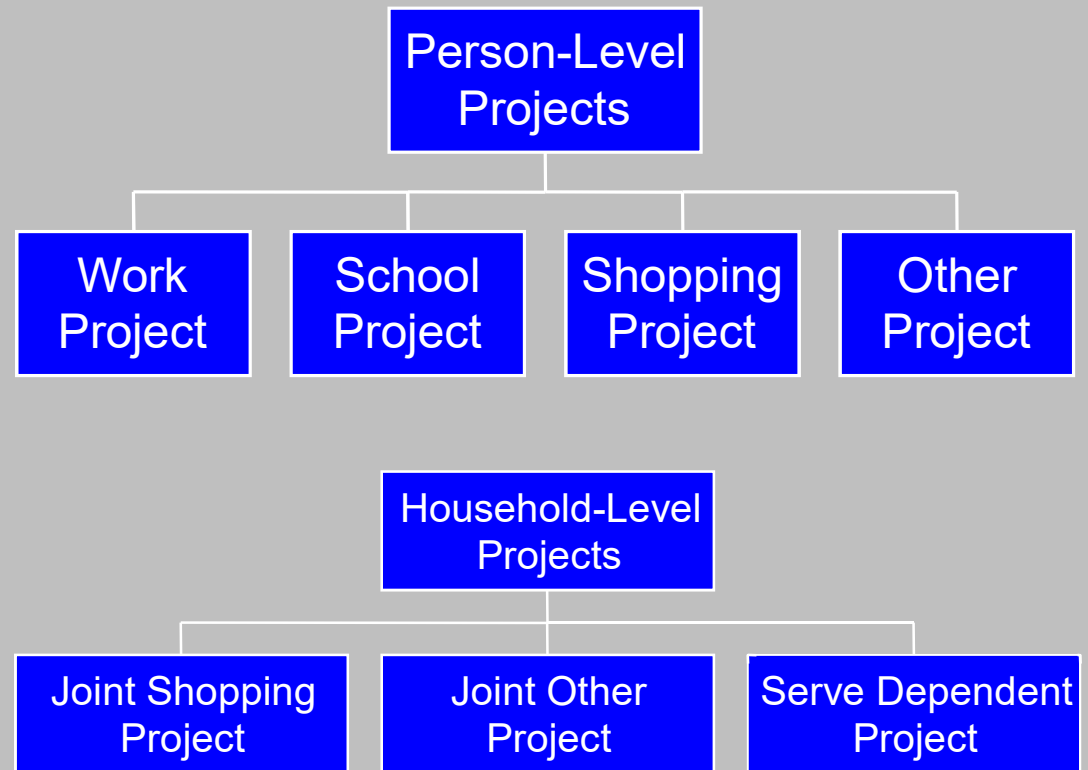 Person-Level
Projects
Work
Project
School
Project
Shopping
Project
Other
Project
Household-Level
Projects
Joint Shopping
Project
Joint Other
Project
Serve Dependent
Project